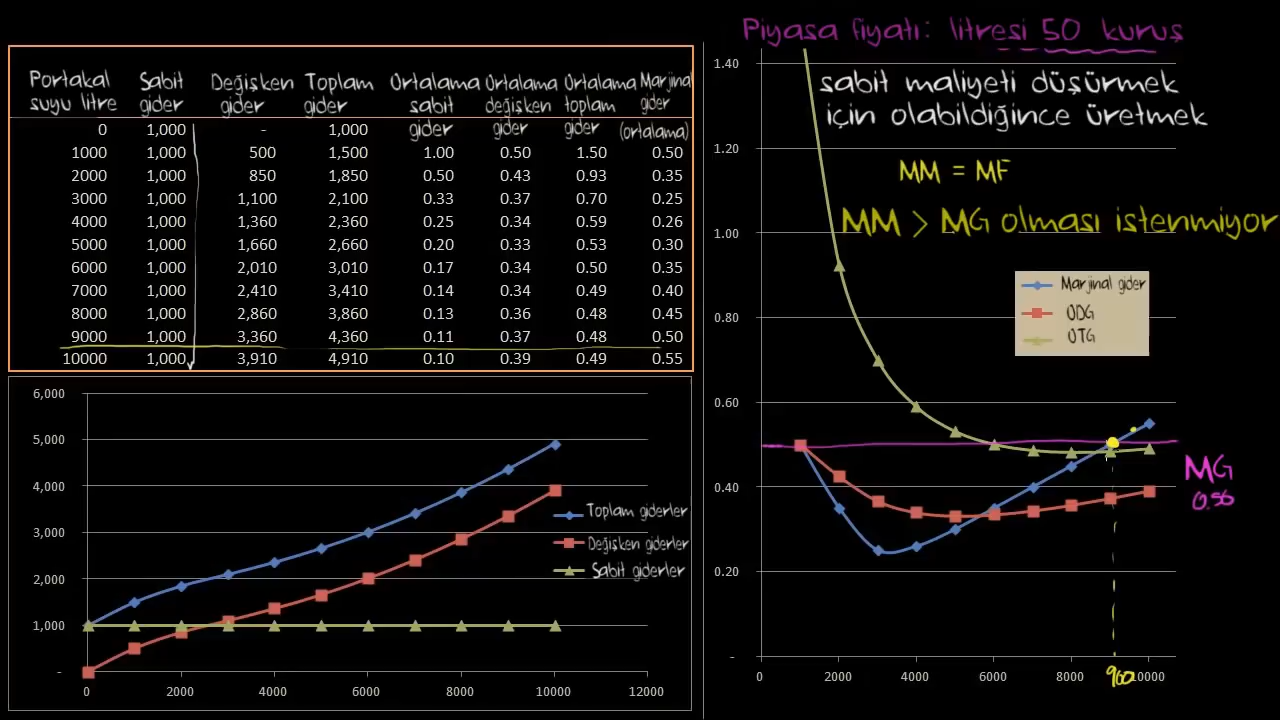 Piyasa fiyatı: litresi 50 kuruş
Portakal suyu litre Sabit gider Değişken gider Toplam gider Ortalama sabit gider Ortalama değişken gider Ortalama toplam gider Marjinal gider (ortalama)
0 1,000 - 1,000
1000 1,000 500 1,500 1.00 0.50 1.50 0.50
2000 1,000 850 1,850 0.50 0.43 0.93 0.35
3000 1,000 1,100 2,100 0.33 0.37 0.70 0.25
4000 1,000 1,360 2,360 0.25 0.34 0.59 0.26
5000 1,000 1,660 2,660 0.20 0.33 0.53 0.30
6000 1,000 2,010 3,010 0.17 0.34 0.50 0.35
7000 1,000 2,410 3,410 0.14 0.34 0.49 0.40
8000 1,000 2,860 3,860 0.13 0.36 0.48 0.45
9000 1,000 3,360 4,360 0.11 0.37 0.48 0.50
10000 1,000 3,910 4,910 0.10 0.39 0.49 0.55
6,000
5,000
4,000
3,000
2,000
1,000
-
0 2000 4000 6000 8000 10000 12000
Toplam giderler
Değişken giderler
Sabit giderler
sabit maliyeti düşürmek
için olabildiğince üretmek
MM = MF
MM > MG olması istenmiyor
1.40
1.20
1.00
0.80
0.60
0.40
0.20
-
Marjinal gider
ODG
OTG
MG
0 2000 4000 6000 8000 10000